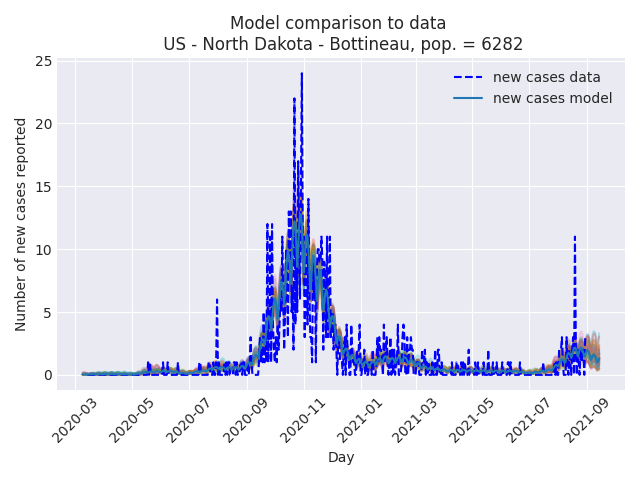 Model comparison to data
US - North Dakota - Bottineau, pop. = 6282
new cases data
new cases model
Number of new cases reported
25
20
15
10
5
0
2020-03
2020-05
2020-07
2020-09
2020-11
2021-01
2021-03
2021-05
2021-07
2021-09
Day